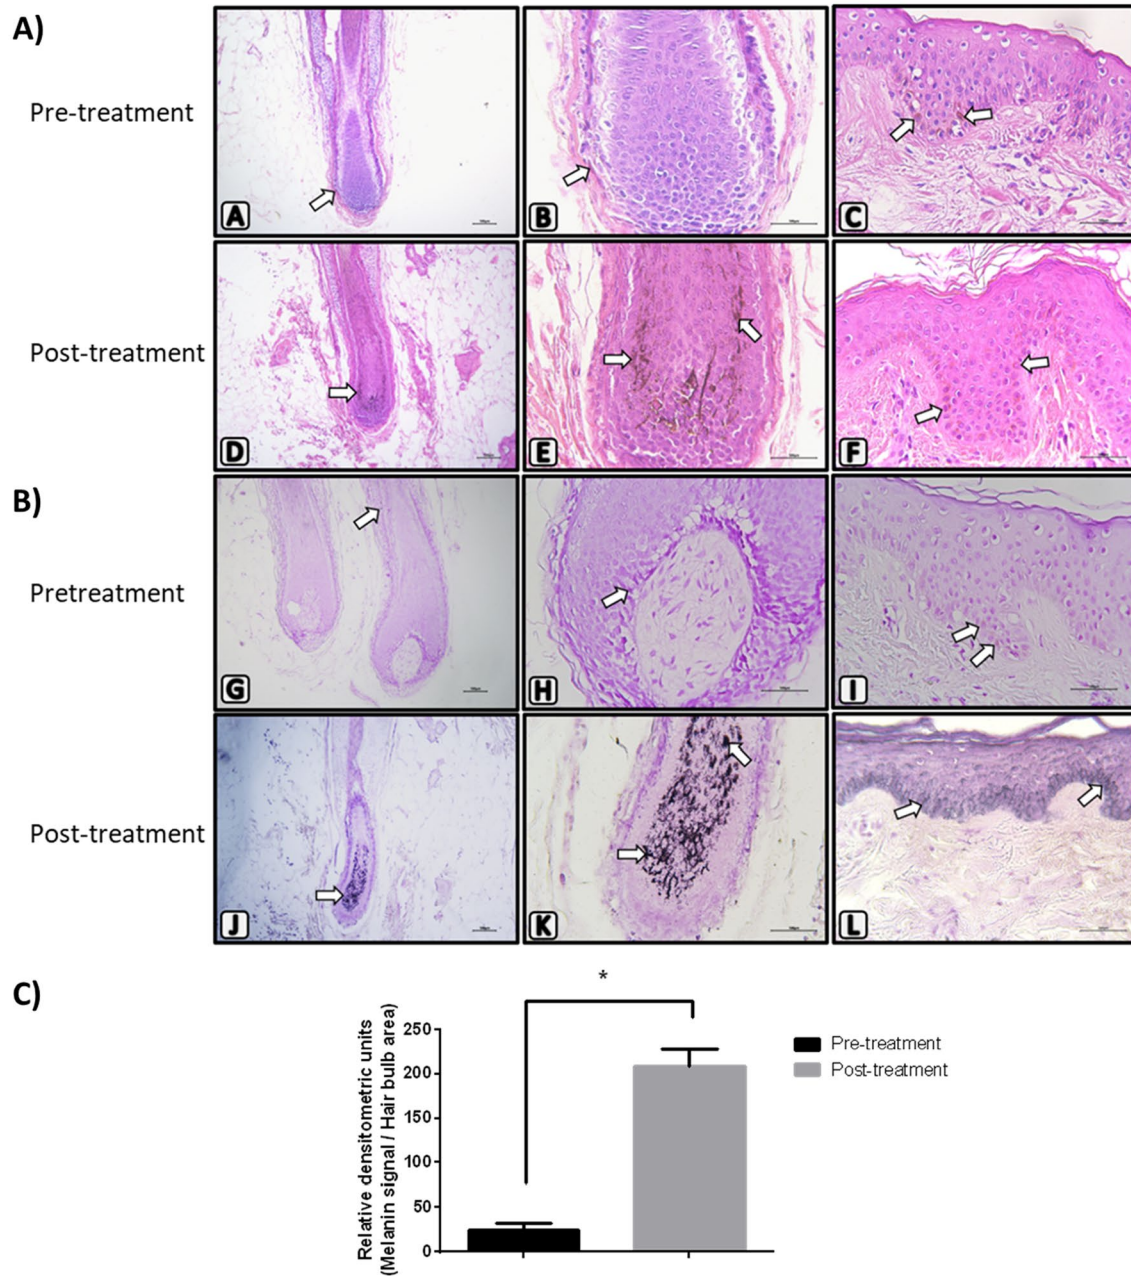 A)
Pre-treatment
A
B
C
Post-treatment
D
E
F
B)
Pretreatment
G
H
I
Post-treatment
J
K
L
C)
*
Relative densitometric units
(Melanin signal / Hair bulb area)
250
200
150
100
50
0
Pre-treatment
Post-treatment